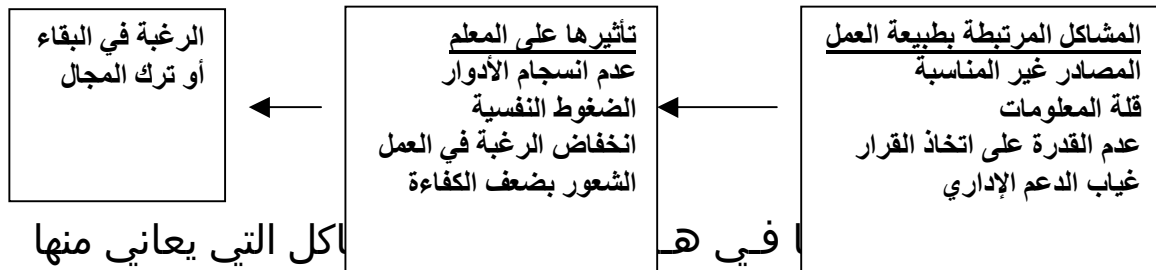 المشاكل المرتبطة بطبيعة العمل
المصادر غير المناسبة
قلة المعلومات
عدم القدرة على اتخاذ القرار
غياب الدعم الإداري
تأثيرها على المعلم
عدم انسجام الأدوار
الضغوط النفسية
انخفاض الرغبة في العمل
الشعور بضعف الكفاءة
الرغبة في البقاء
أو ترك المجال
في التي يعاني منها